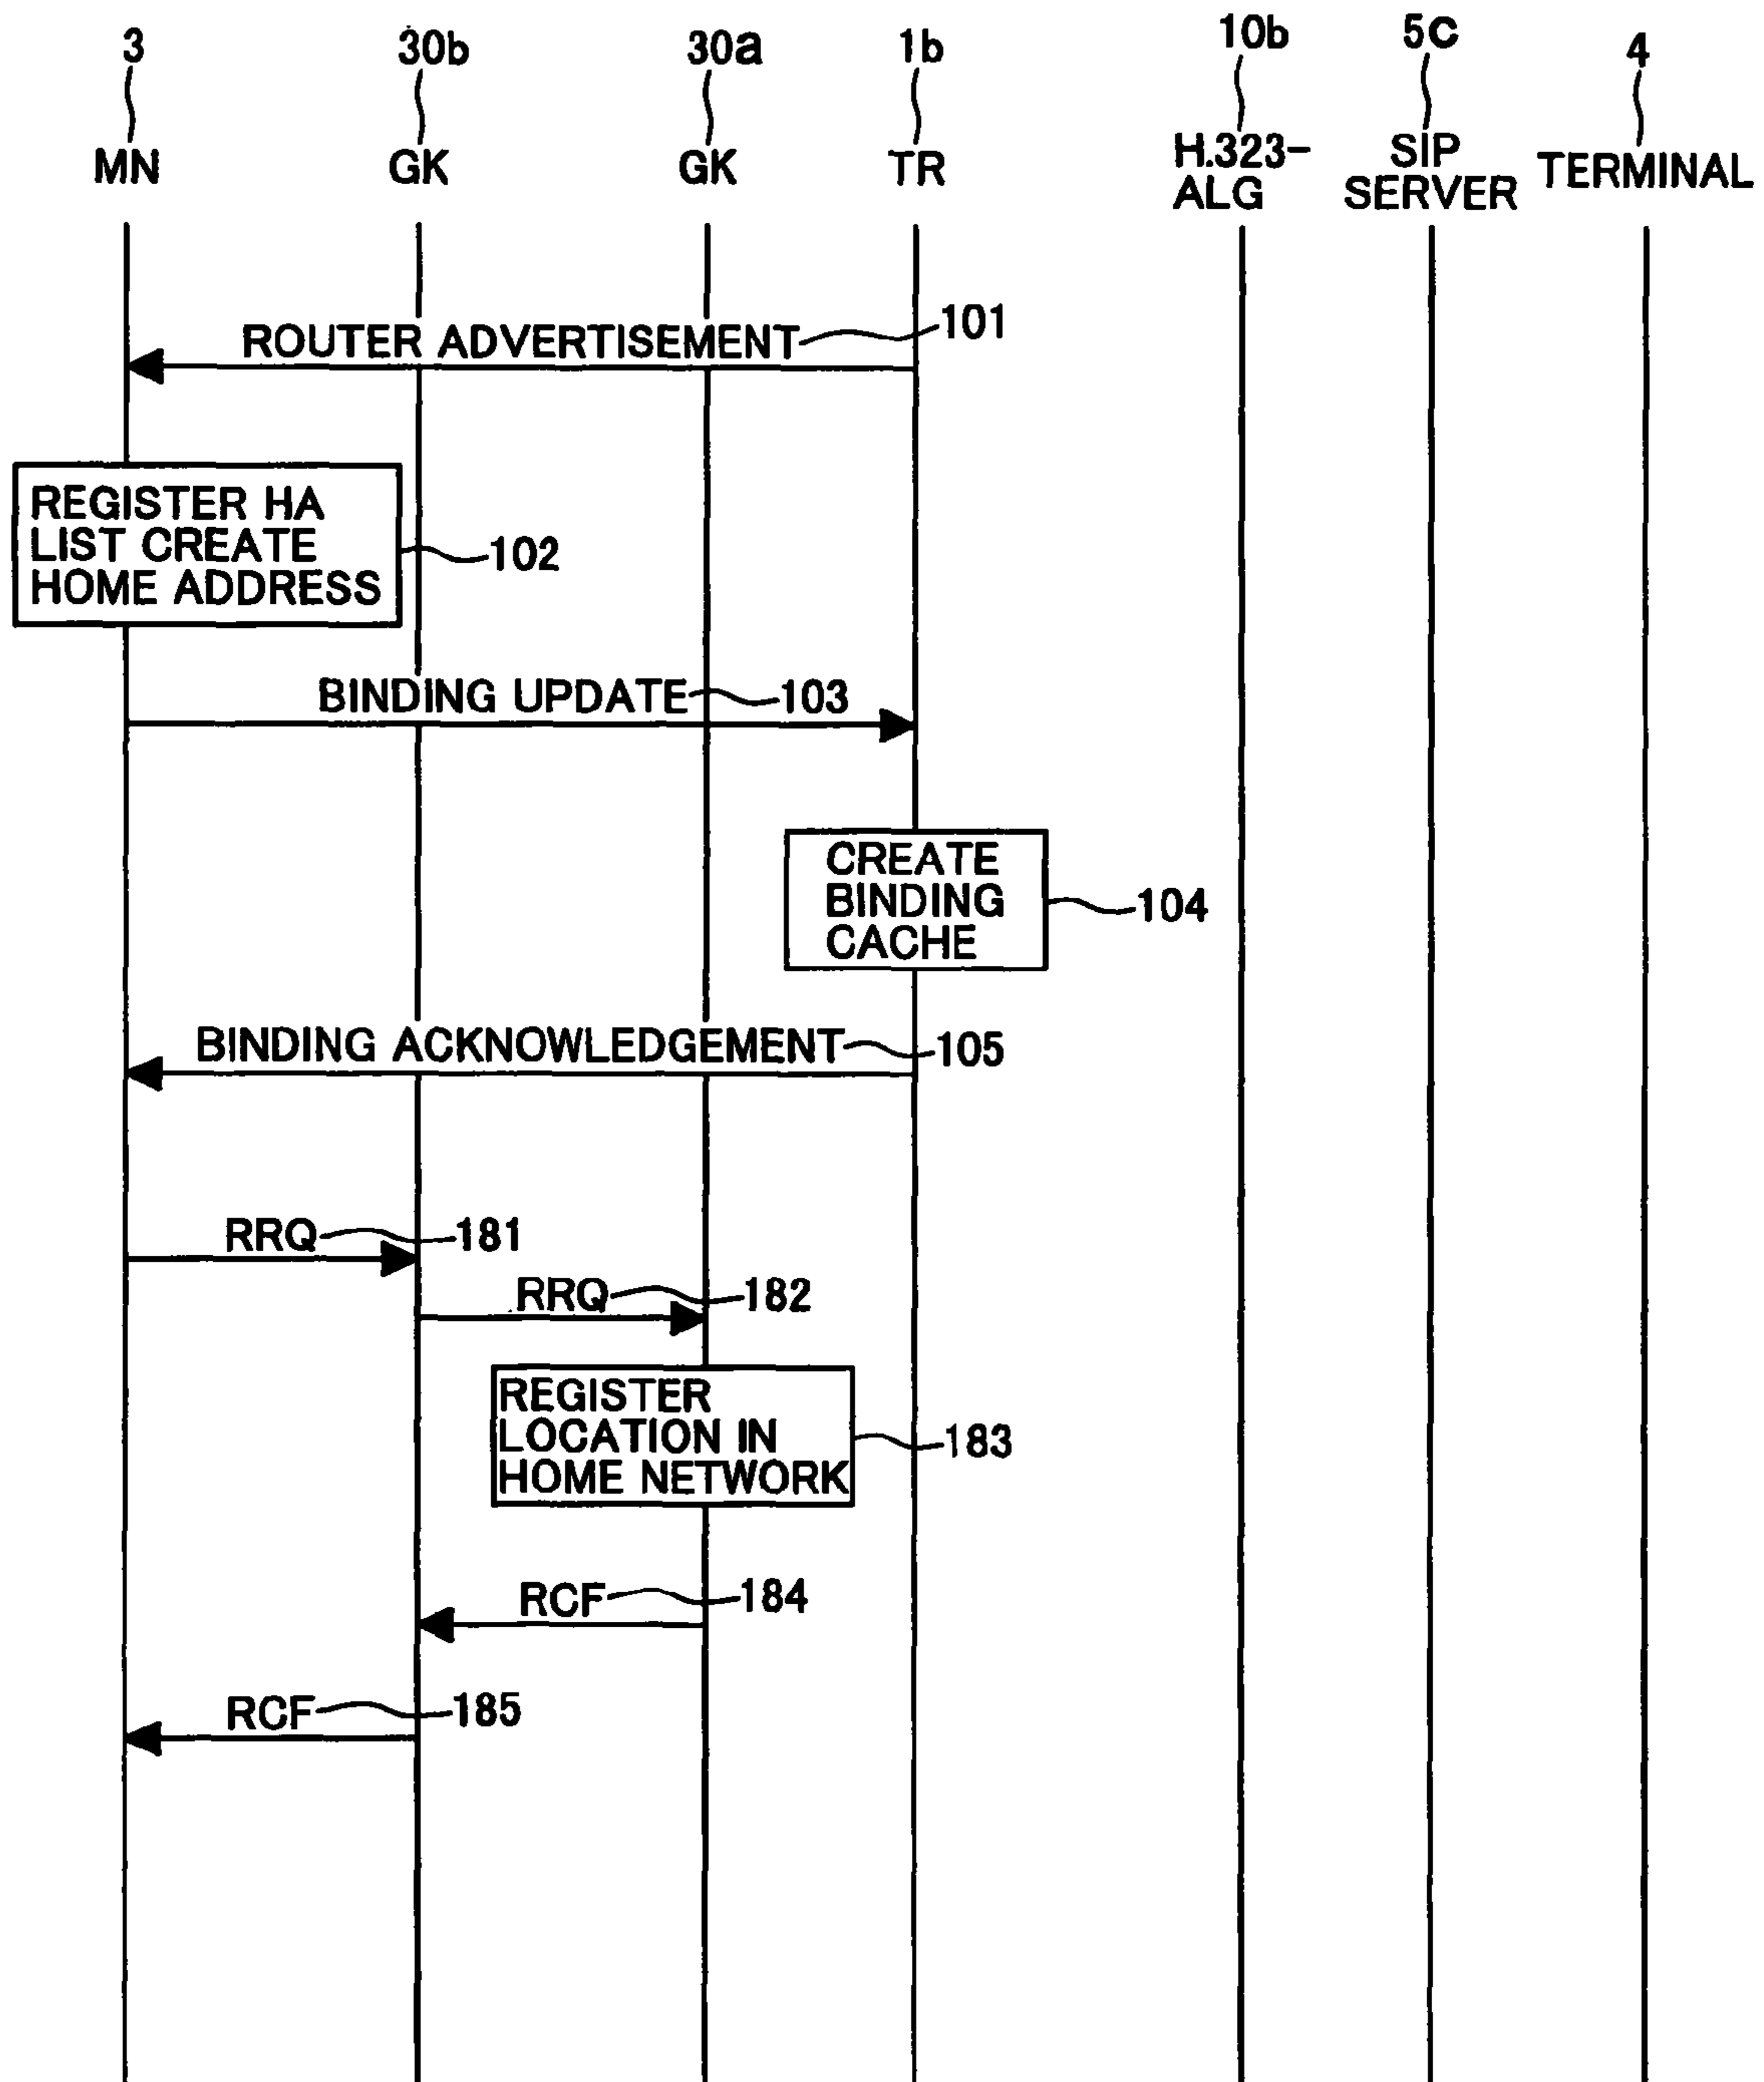 3 30b 30a 1b 10b 5c 4
MN GK GK TR H.323- SIP TERMINAL
ALG SERVER
ROUTER ADVERTISEMENT 101
REGISTER HA
LIST CREATE 102
HOME ADDRESS
BINDING UPDATE 103
CREATE
BINDING 104
CACHE
BINDING ACKNOWLEDGEMENT 105
RRQ 181
RRQ 182
REGISTER
LOCATION IN 183
HOME NETWORK
RCF 184
RCF 185